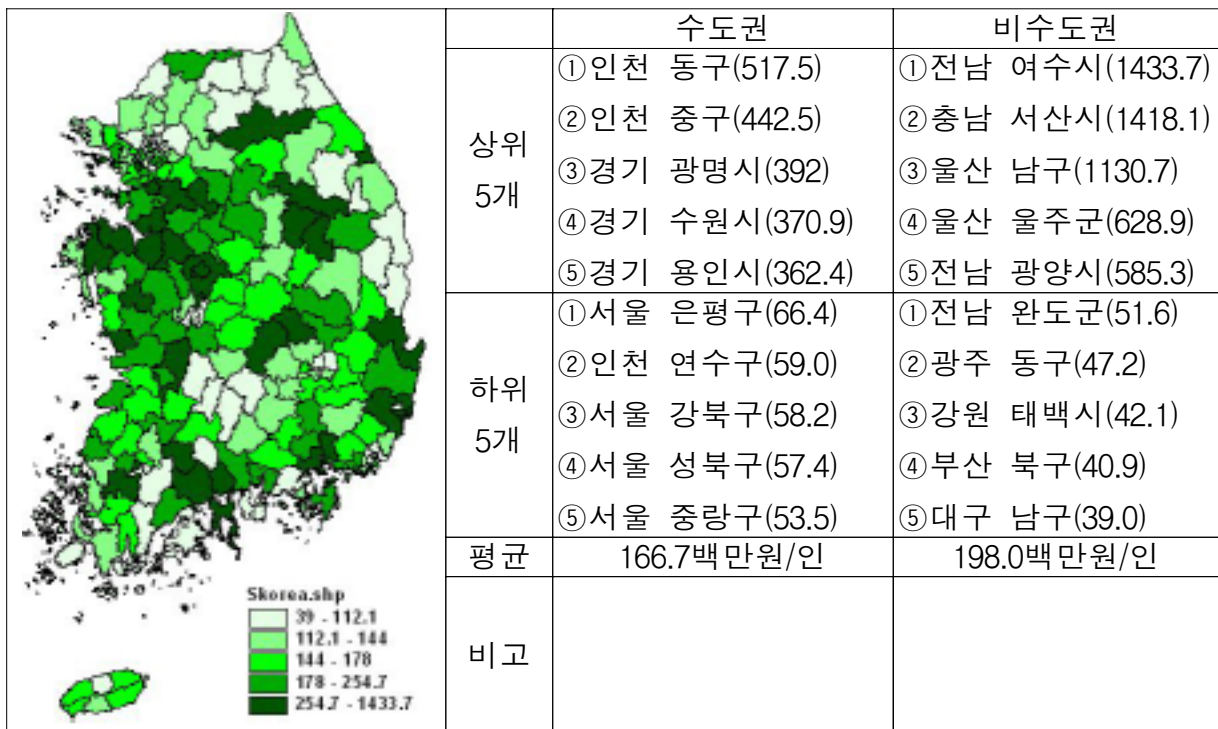 수도권 비수도권
상위 5개
①인천 동구(517.5) ①전남 여수시(1433.7)
②인천 중구(442.5) ②충남 서산시(1418.1)
③경기 광명시(392) ③울산 남구(1130.7)
④경기 수원시(370.9) ④울산 울주군(628.9)
⑤경기 용인시(362.4) ⑤전남 광양시(585.3)
하위 5개
①서울 은평구(66.4) ①전남 완도군(51.6)
②인천 연수구(59.0) ②광주 동구(47.2)
③서울 강북구(58.2) ③강원 태백시(42.1)
④서울 성북구(57.4) ④부산 북구(40.9)
⑤서울 중랑구(53.5) ⑤대구 남구(39.0)
평균 166.7백만원/인 198.0백만원/인
비고
Skorea.shp
39 - 112.1
112.1 - 144
144 - 178
178 - 254.7
254.7 - 1433.7